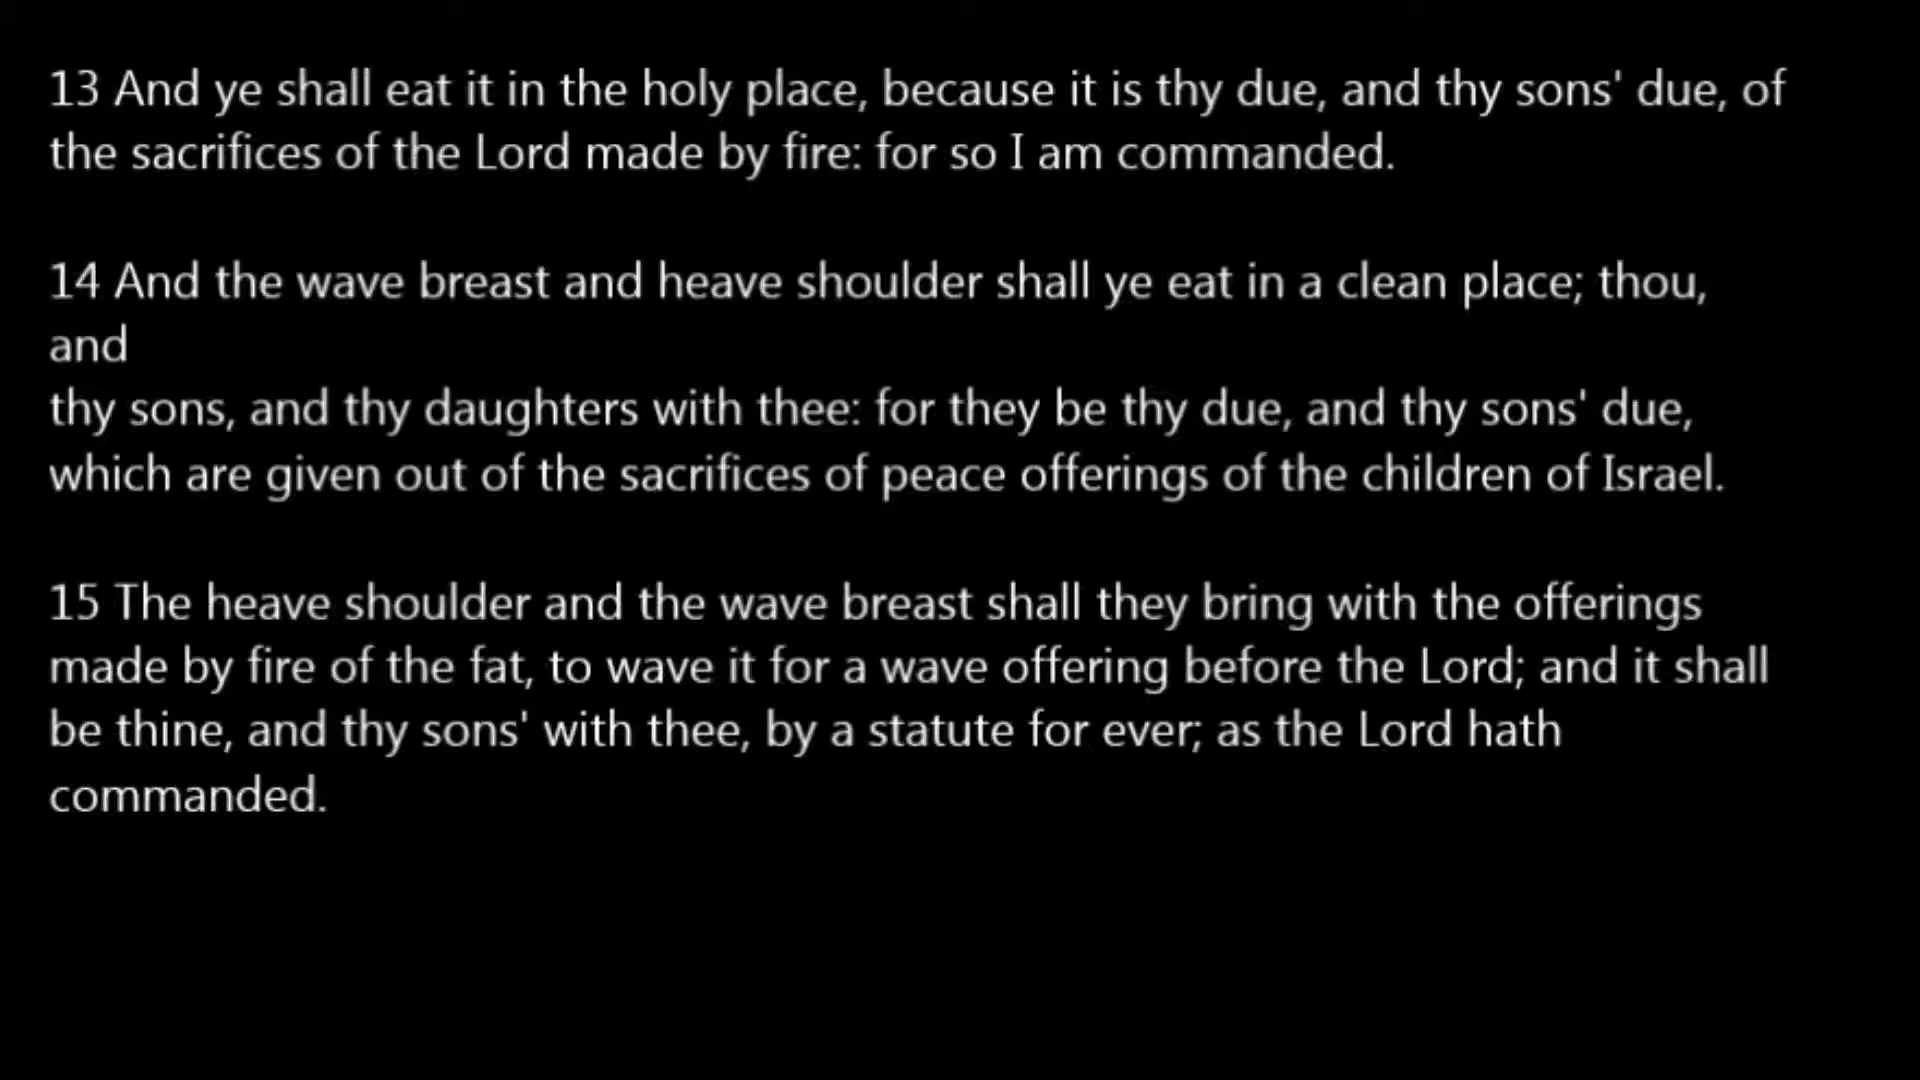 13 And ye shall eat it in the holy place, because it is thy due, and thy sons' due, of
the sacrifices of the Lord made by fire: for so I am commanded.
14 And the wave breast and heave shoulder shall ye eat in a clean place; thou,
and
thy sons, and thy daughters with thee: for they be thy due, and thy sons' due,
which are given out of the sacrifices of peace offerings of the children of Israel.
15 The heave shoulder and the wave breast shall they bring with the offerings
made by fire of the fat, to wave it for a wave offering before the Lord; and it shall
be thine, and thy sons' with thee, by a statute for ever; as the Lord hath
commanded.